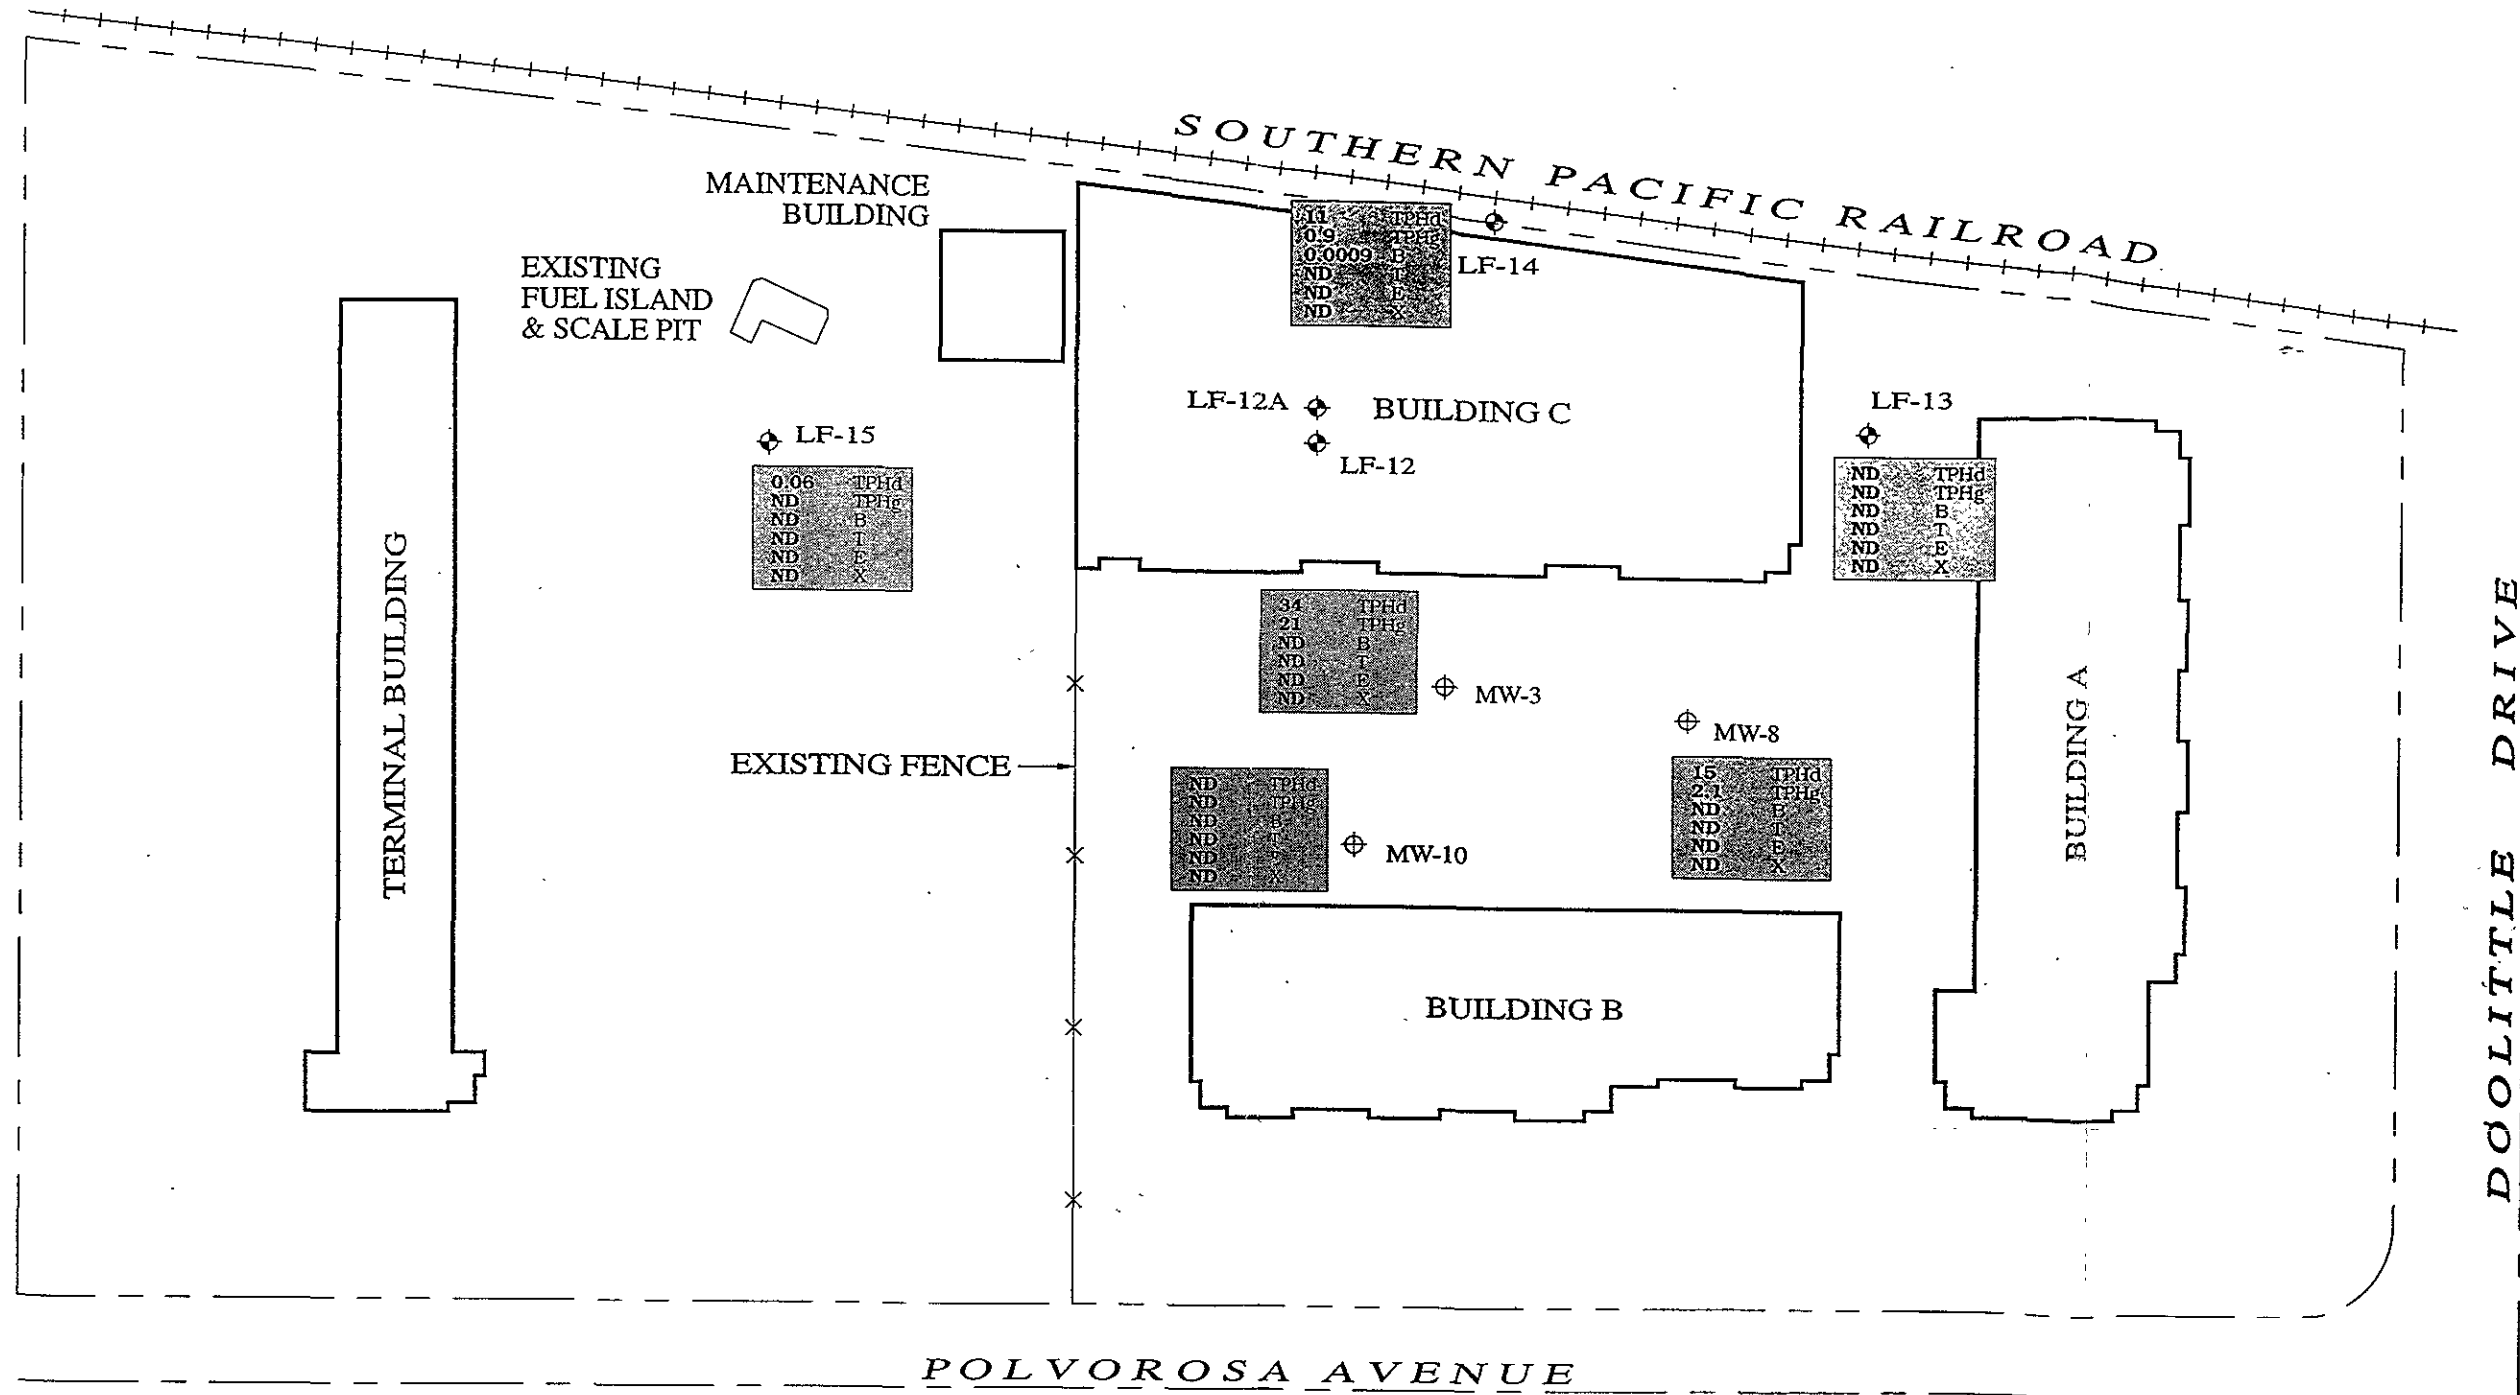 SOUTHERN PACIFIC RAILROAD
MAINTENANCE
BUILDING
EXISTING
FUEL ISLAND
& SCALE PIT
11 TPHd
0.9 TPHg
0.0009 B
ND T
ND E
ND X
LF-14
LF-12A
BUILDING C
LF-12
LF-13
ND TPHd
ND TPHg
ND B
ND T
ND E
ND X
LF-15
0.06 TPHd
ND TPHg
ND B
ND T
ND E
ND X
TERMINAL BUILDING
34 TPHd
21 TPHg
ND B
ND T
ND E
ND X
MW-3
MW-8
15 TPHd
2.1 TPHg
ND B
ND T
ND E
ND X
EXISTING FENCE
ND TPHd
ND TPHg
ND B
ND T
ND E
ND X
MW-10
BUILDING A
BUILDING B
DOOLITTLE DRIVE
POLVOROSA AVENUE